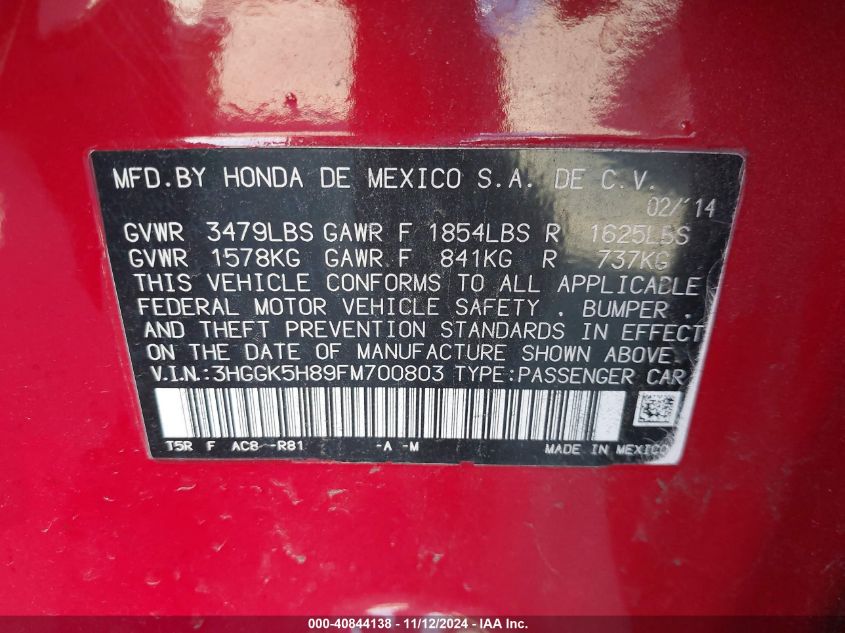 MFD.BY HONDA DE MEXICO S.A. DE C.V.
02/14
GVWR 3479LBS GAWR F 1854LBS R 1625LBS
GVWR 1578KG GAWR F 841KG R 737KG
THIS VEHICLE CONFORMS TO ALL APPLICABLE
FEDERAL MOTOR VEHICLE SAFETY . BUMPER .
AND THEFT PREVENTION STANDARDS IN EFFECT
ON THE DATE OF MANUFACTURE SHOWN ABOVE.
V.I.N.:3HGGK5H89FM700803 TYPE:PASSENGER CAR
T5R F AC8 -R81 -A -M MADE IN MEXICO
000-40844138 - 11/12/2024 - IAA, Inc.